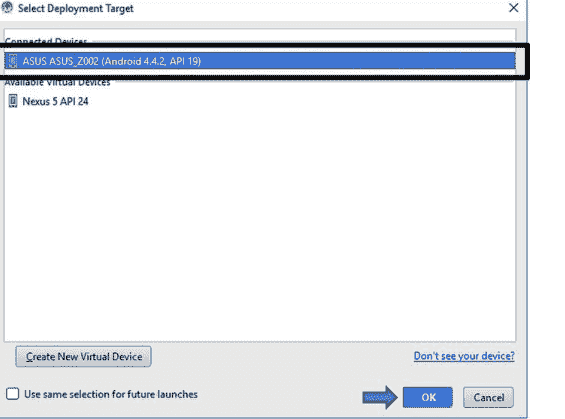 Select Deployment Target
Connected Devices
ASUS ASUS_Z002 (Android 4.4.2, API 19)
Available Virtual Devices
Nexus 5 API 24
Create New Virtual Device
Don't see your device?
Use same selection for future launches
OK
Cancel